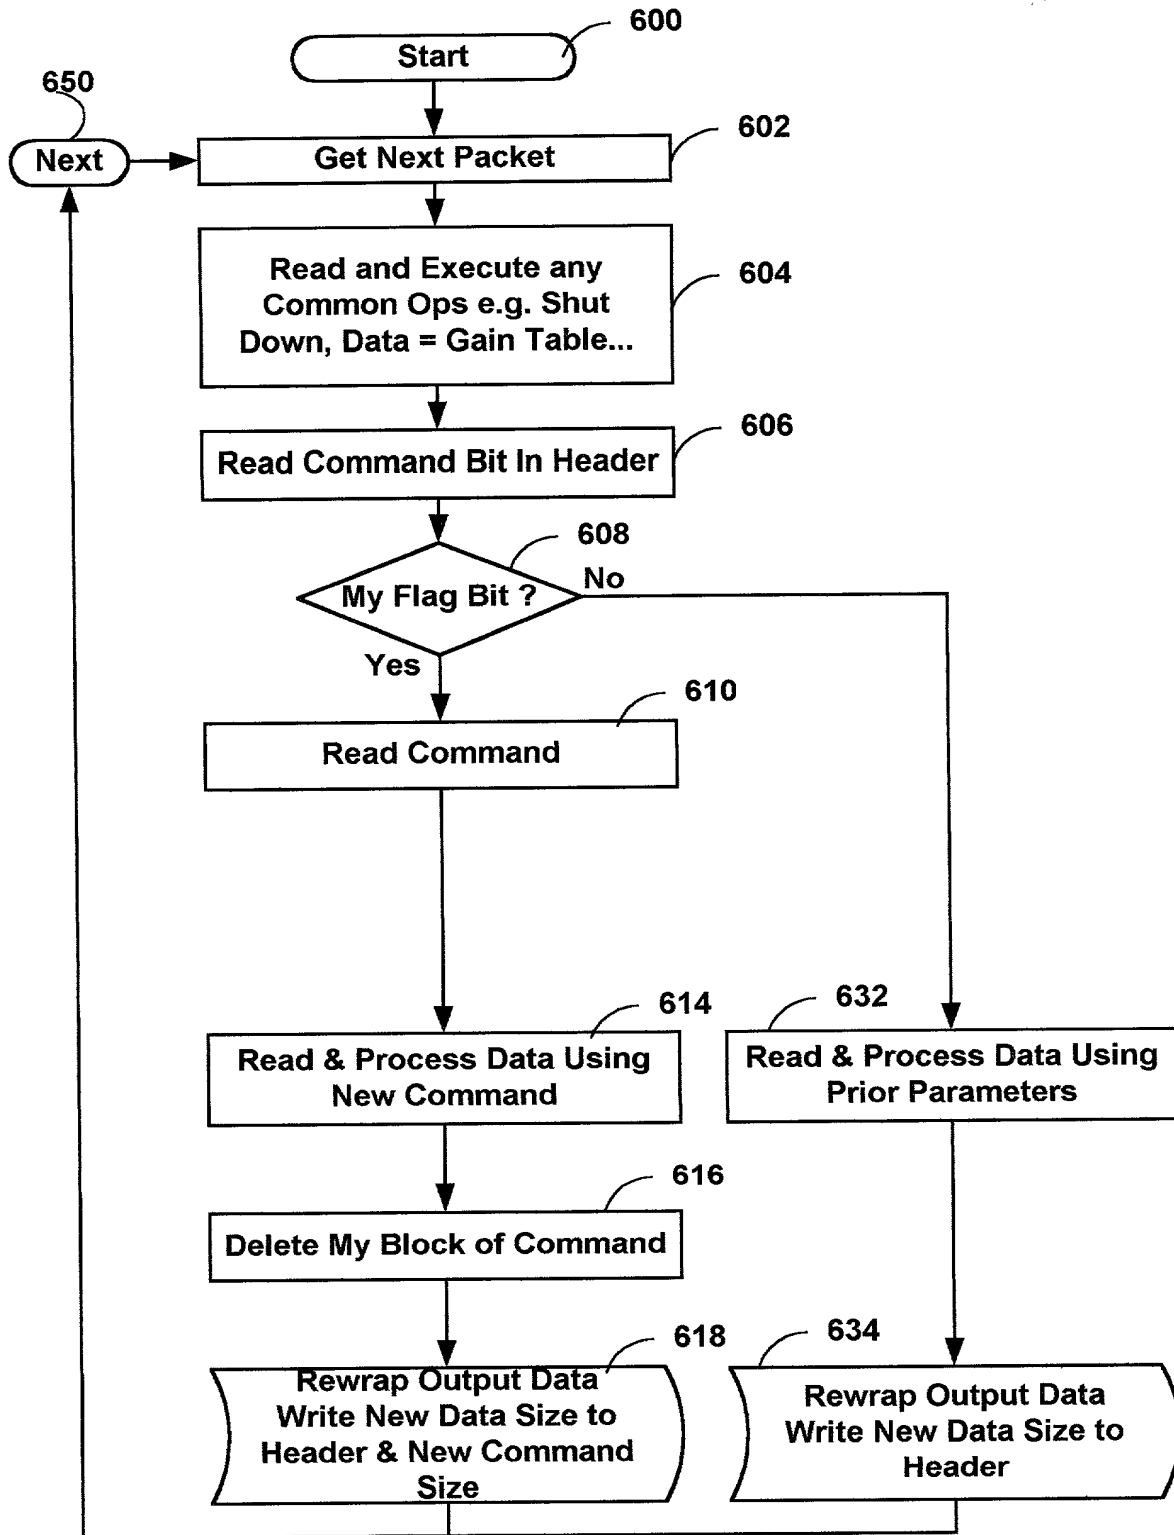 600
Start
650
Next
602
Get Next Packet
604
Read and Execute any
Common Ops e.g. Shut
Down, Data = Gain Table...
606
Read Command Bit In Header
608
My Flag Bit ?
No
Yes
610
Read Command
614
Read & Process Data Using
New Command
632
Read & Process Data Using
Prior Parameters
616
Delete My Block of Command
618
Rewrap Output Data
Write New Data Size to
Header & New Command
Size
634
Rewrap Output Data
Write New Data Size to
Header